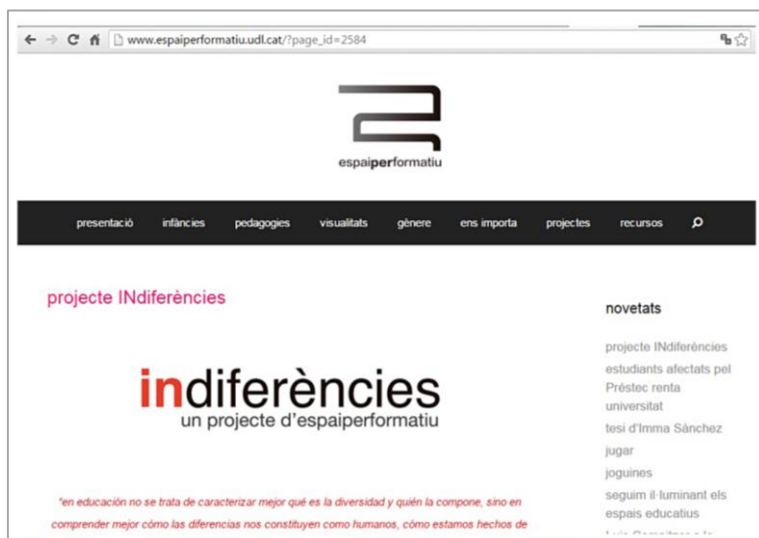 www.espaiperformatiu.udl.cat/?page_id=2584
espaiperformatiu
presentació infàncies pedagogies visualitats gènere ens importa projectes recursos
projecte INdiferències
indiferències
un projecte d'espaiperformatiu
"en educación no se trata de caracterizar mejor qué es la diversidad y quién la compone, sino en
comprender mejor cómo las diferencias nos constituyen como humanos, cómo estamos hechos de
novetats
projecte INdiferències
estudiants afectats pel
Préstec renta
universitat
tesi d'Imma Sànchez
jugar
joguines
seguim il·luminant els
espais educatius